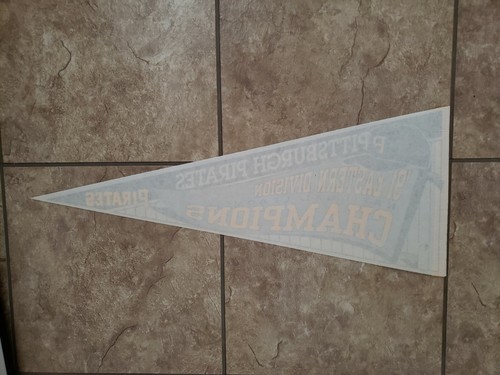 PITTSBURGH PIRATES
EASTERN DIVISION
CHAMPIONS
PIRATES